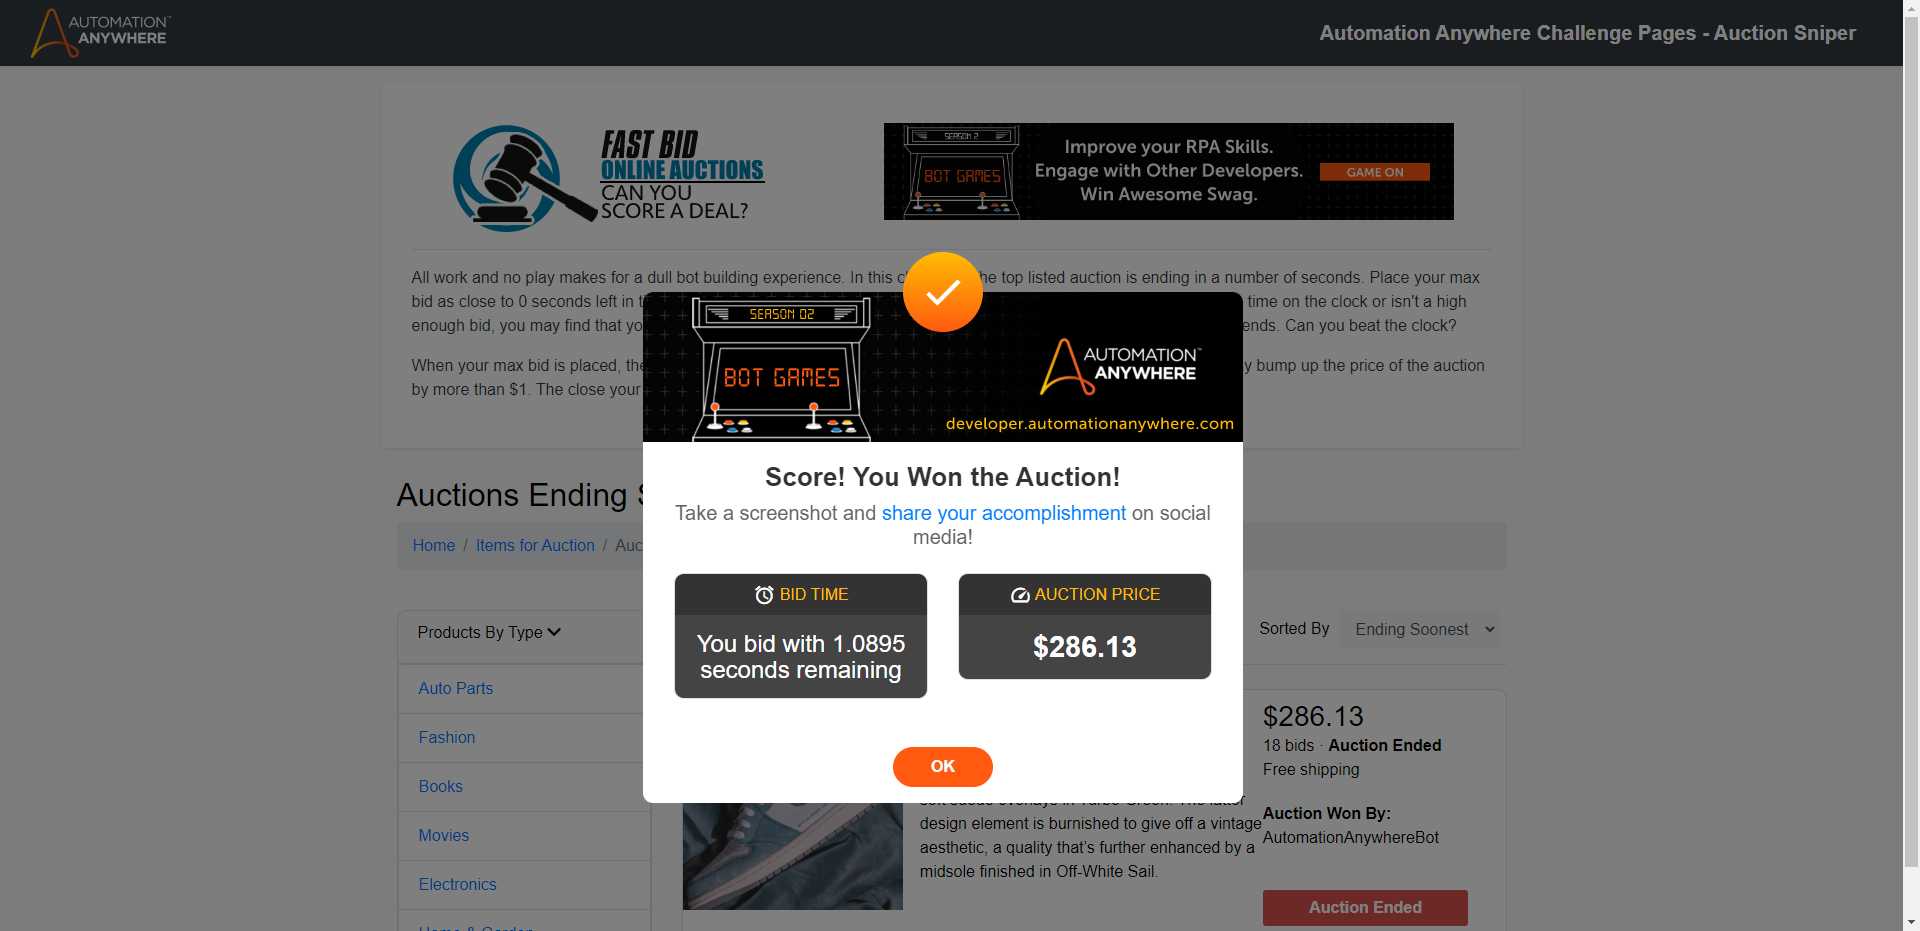 AUTOMATION ANYWHERE
Automation Anywhere Challenge Pages - Auction Sniper
FAST BID
ONLINE AUCTIONS
CAN YOU
SCORE A DEAL?
SEASON 2
BOT GAMES
Improve your RPA Skills.
Engage with Other Developers.
Win Awesome Swag.
GAME ON
All work and no play makes for a dull bot building experience. In this c he top listed auction is ending in a number of seconds. Place your max
bid as close to 0 seconds left in t time on the clock or isn't a high
enough bid, you may find that yo ends. Can you beat the clock?
When your max bid is placed, the y bump up the price of the auction
by more than $1. The close your
SEASON 02
BOT GAMES
AUTOMATION ANYWHERE
developer.automationanywhere.com
Score! You Won the Auction!
Take a screenshot and share your accomplishment on social
media!
BID TIME
You bid with 1.0895
seconds remaining
AUCTION PRICE
$286.13
OK
Auctions Ending S
Home / Items for Auction / Auc
Products By Type
Auto Parts
Fashion
Books
Movies
Electronics
Sorted By Ending Soonest
$286.13
18 bids · Auction Ended
Free shipping
Auction Won By:
AutomationAnywhereBot
Auction Ended
design element is burnished to give off a vintage
aesthetic, a quality that's further enhanced by a
midsole finished in Off-White Sail.